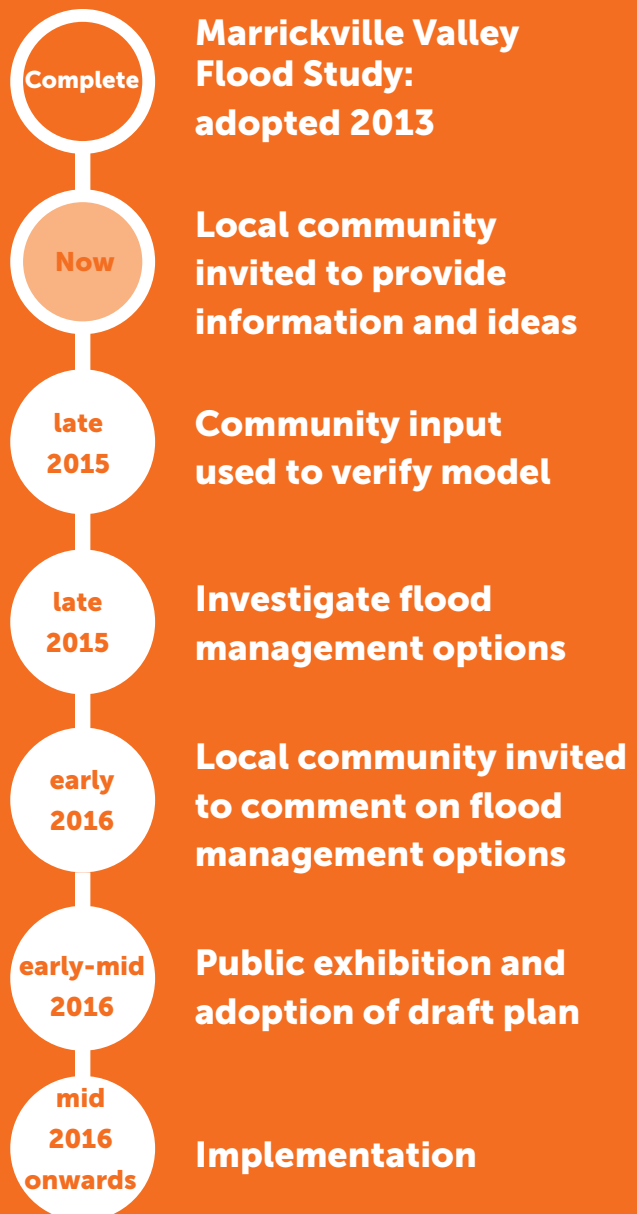 Complete
Marrickville Valley
Flood Study:
adopted 2013
Now
Local community
invited to provide
information and ideas
late
2015
Community input
used to verify model
late
2015
Investigate flood
management options
early
2016
Local community invited
to comment on flood
management options
early-mid
2016
Public exhibition and
adoption of draft plan
mid
2016
onwards
Implementation